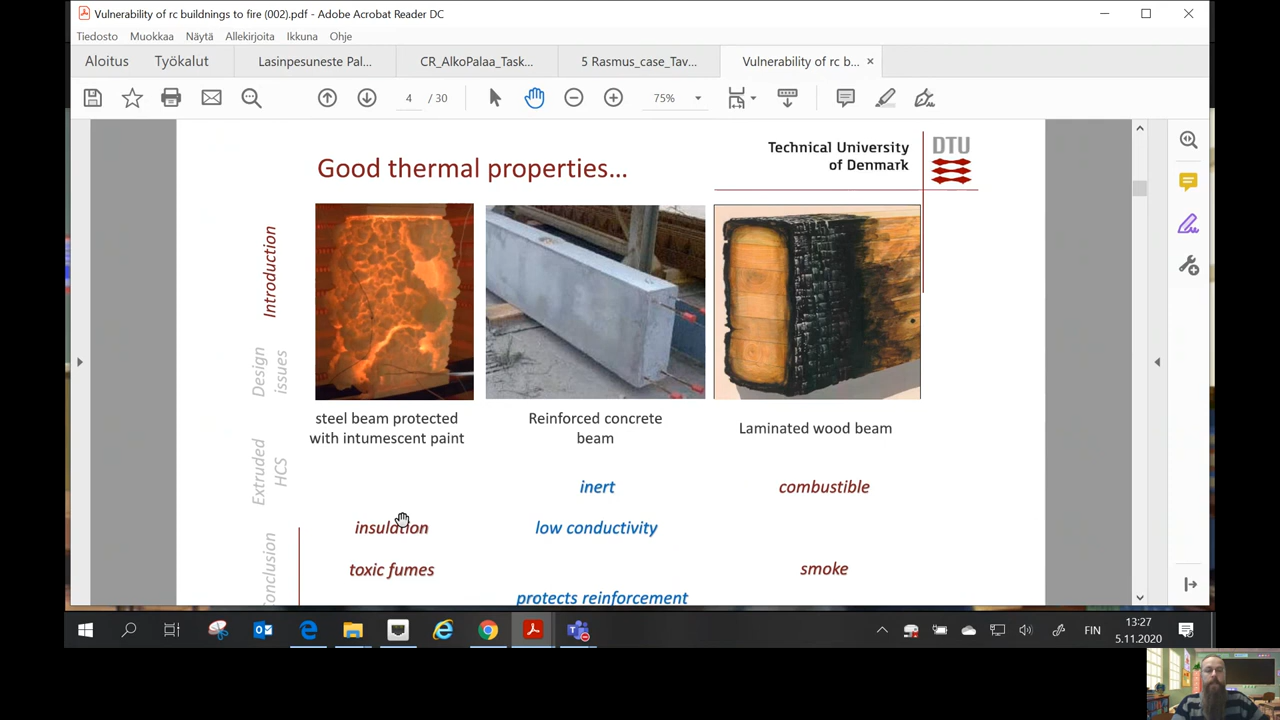 Vulnerability of rc buildnings to fire (002).pdf - Adobe Acrobat Reader DC
Tiedosto Muokkaa Näytä Allekirjoita Ikkuna Ohje
Aloitus Työkalut Lasinpesuneste Pal... CR_AlkoPalaa_Task... 5 Rasmus_case_Tav... Vulnerability of rc b...
4 / 30 75%
Good thermal properties...
Technical University
of Denmark
DTU
Introduction
Design
issues
Extruded
HCS
onclusion
steel beam protected
with intumescent paint
Reinforced concrete
beam
Laminated wood beam
inert
combustible
insulation
low conductivity
toxic fumes
smoke
protects reinforcement
FIN
13:27
5.11.2020